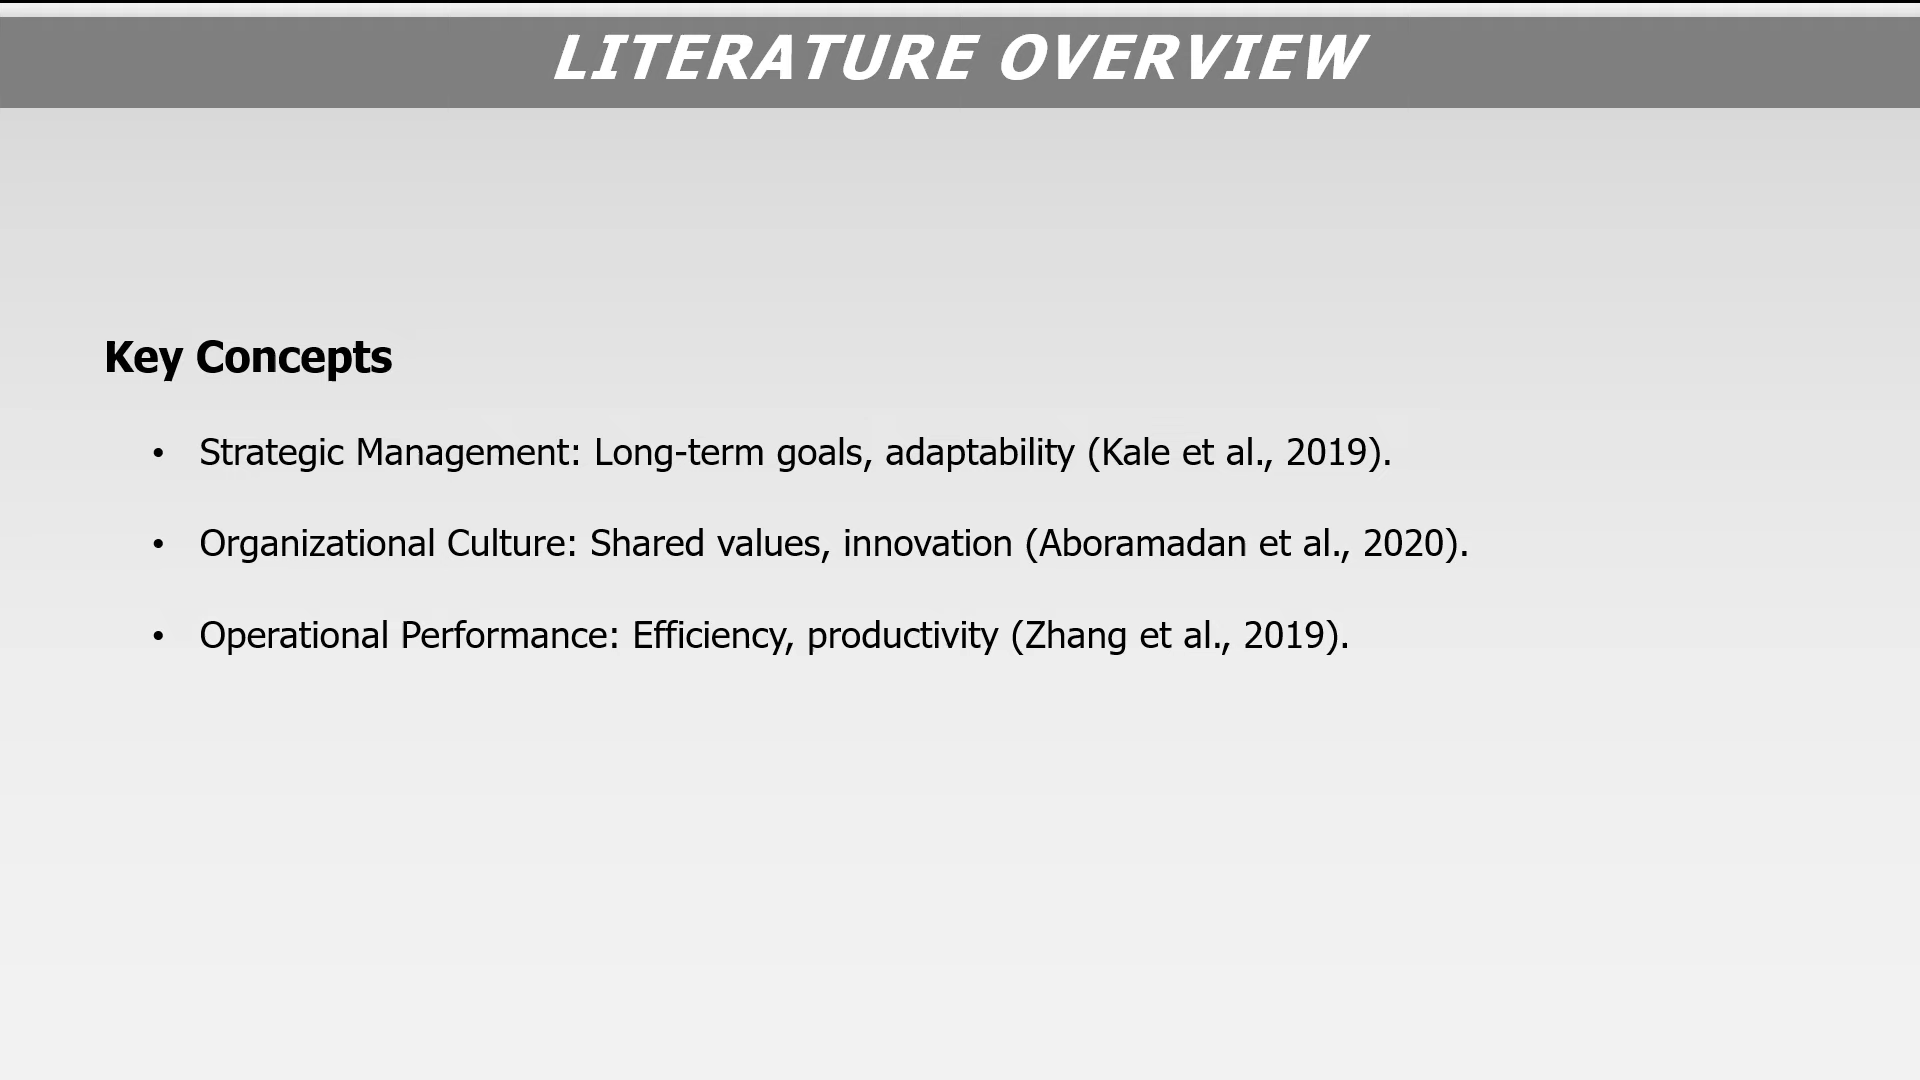 LITERATURE OVERVIEW
Key Concepts
• Strategic Management: Long-term goals, adaptability (Kale et al., 2019).
• Organizational Culture: Shared values, innovation (Aboramadan et al., 2020).
• Operational Performance: Efficiency, productivity (Zhang et al., 2019).